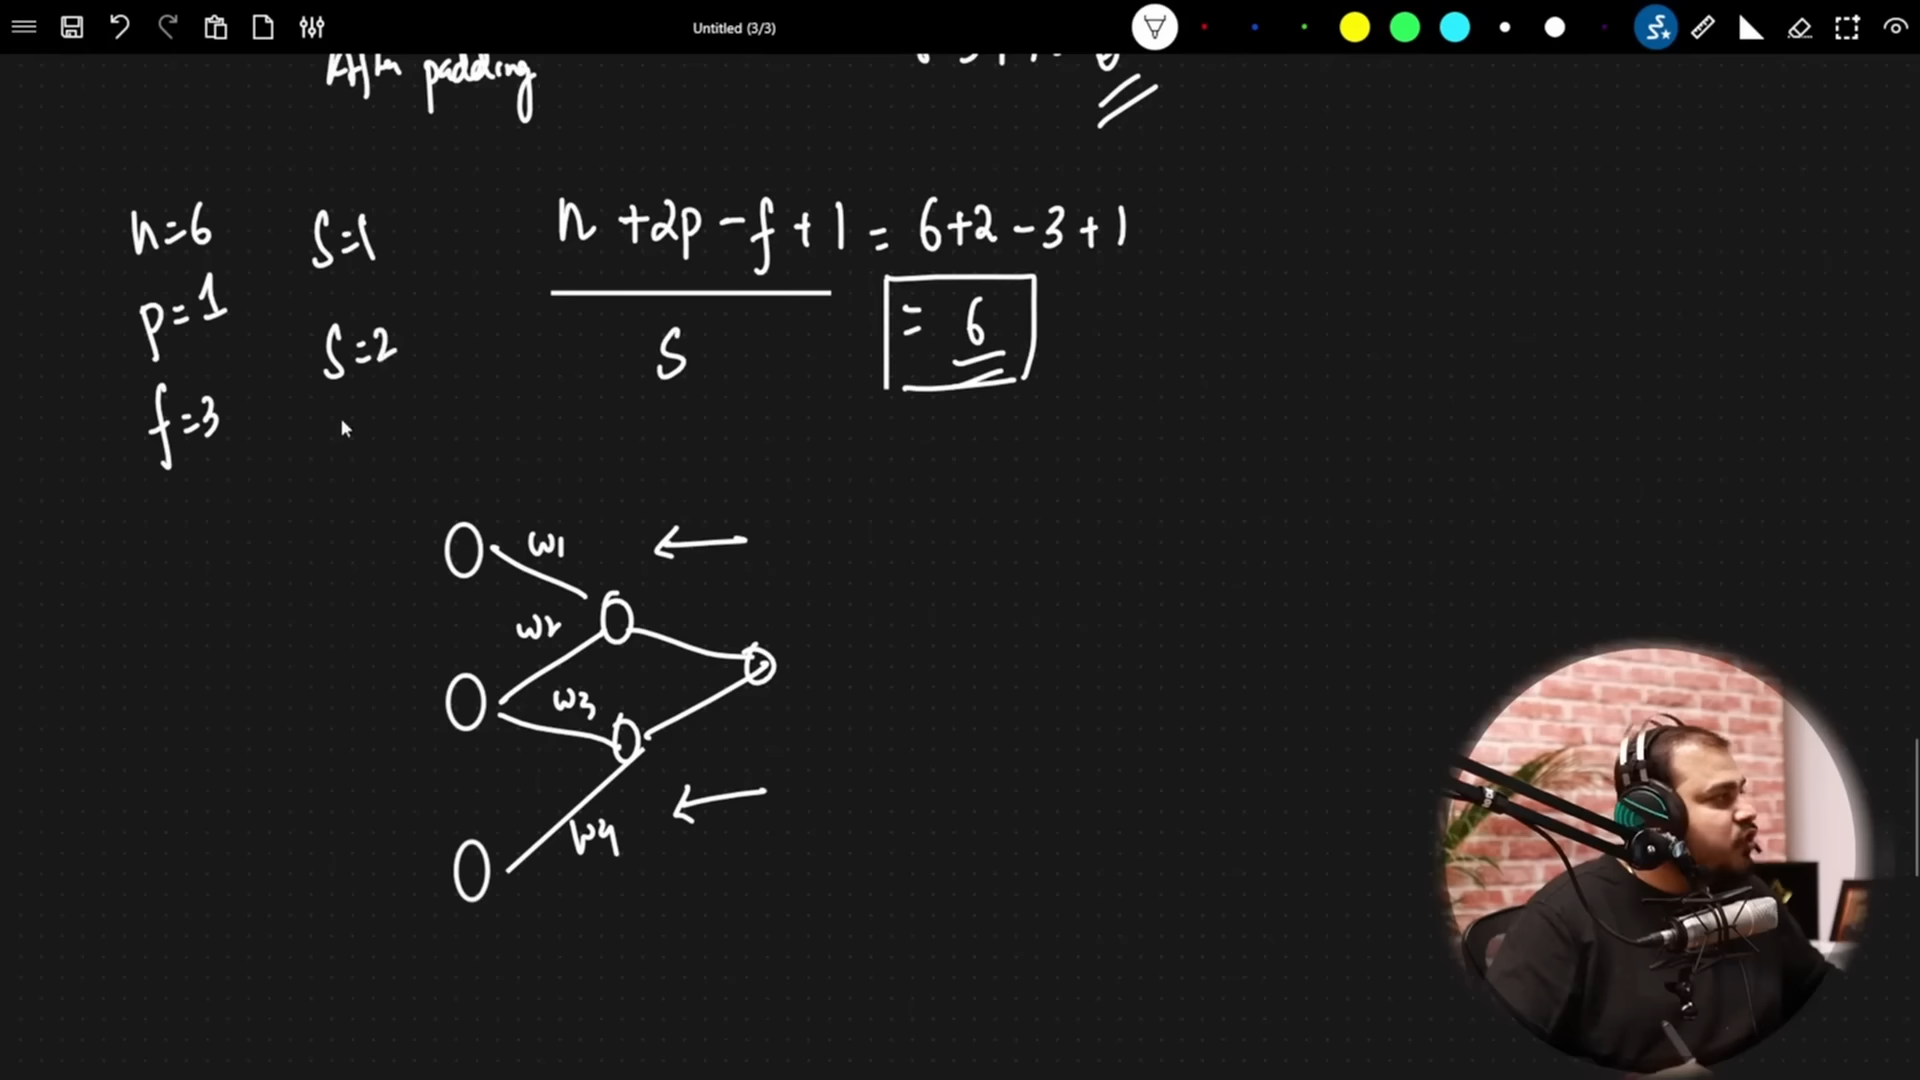 Untitled (3/3)
After padding
n=6
S=1
n+2p-f+1 = 6+2-3+1
p=1
S=2
S
= 6
f=3
w1
w2
w3
w4